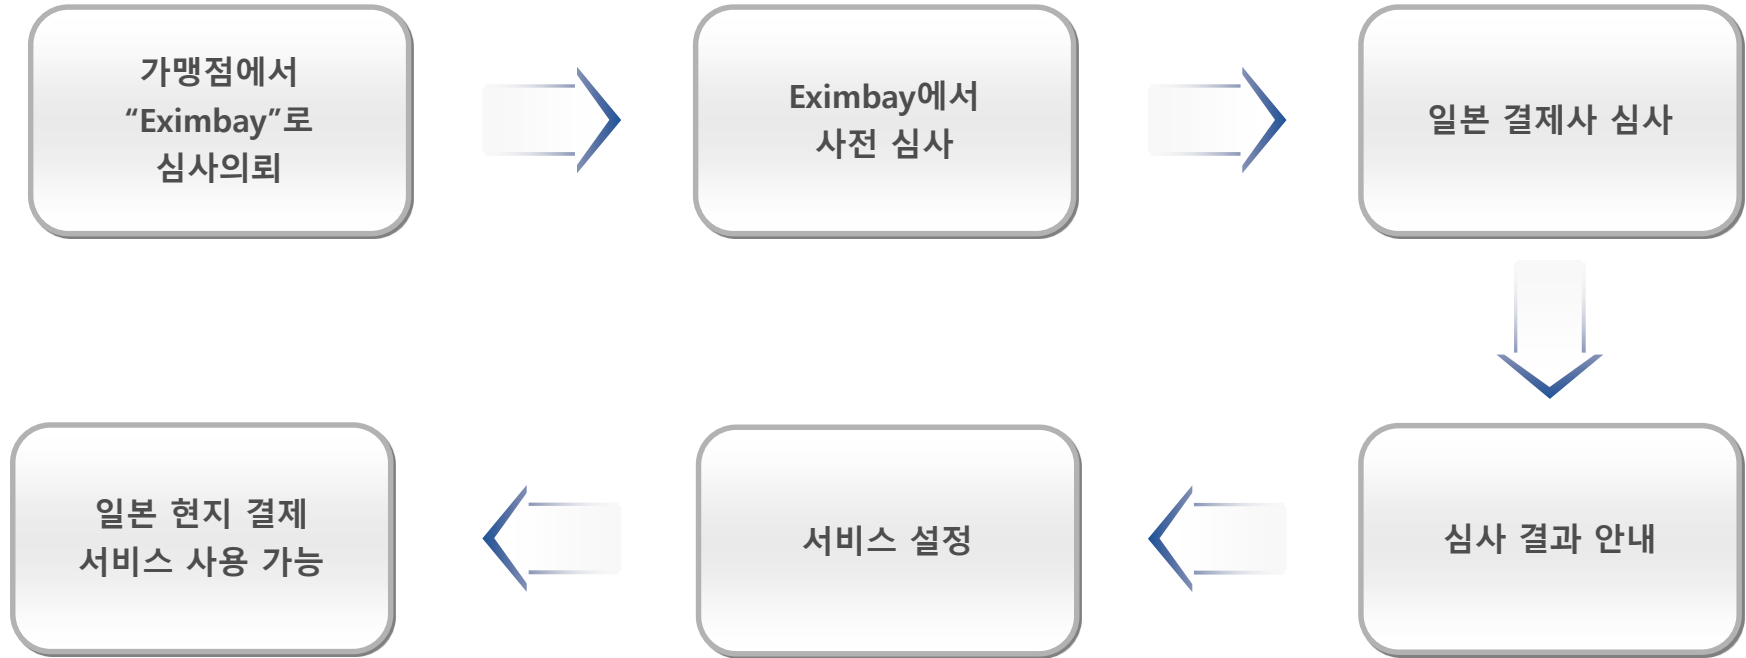 가맹점에서
“Eximbay”로
심사의뢰
Eximbay에서
사전 심사
일본 결제사 심사
심사 결과 안내
서비스 설정
일본 현지 결제
서비스 사용 가능